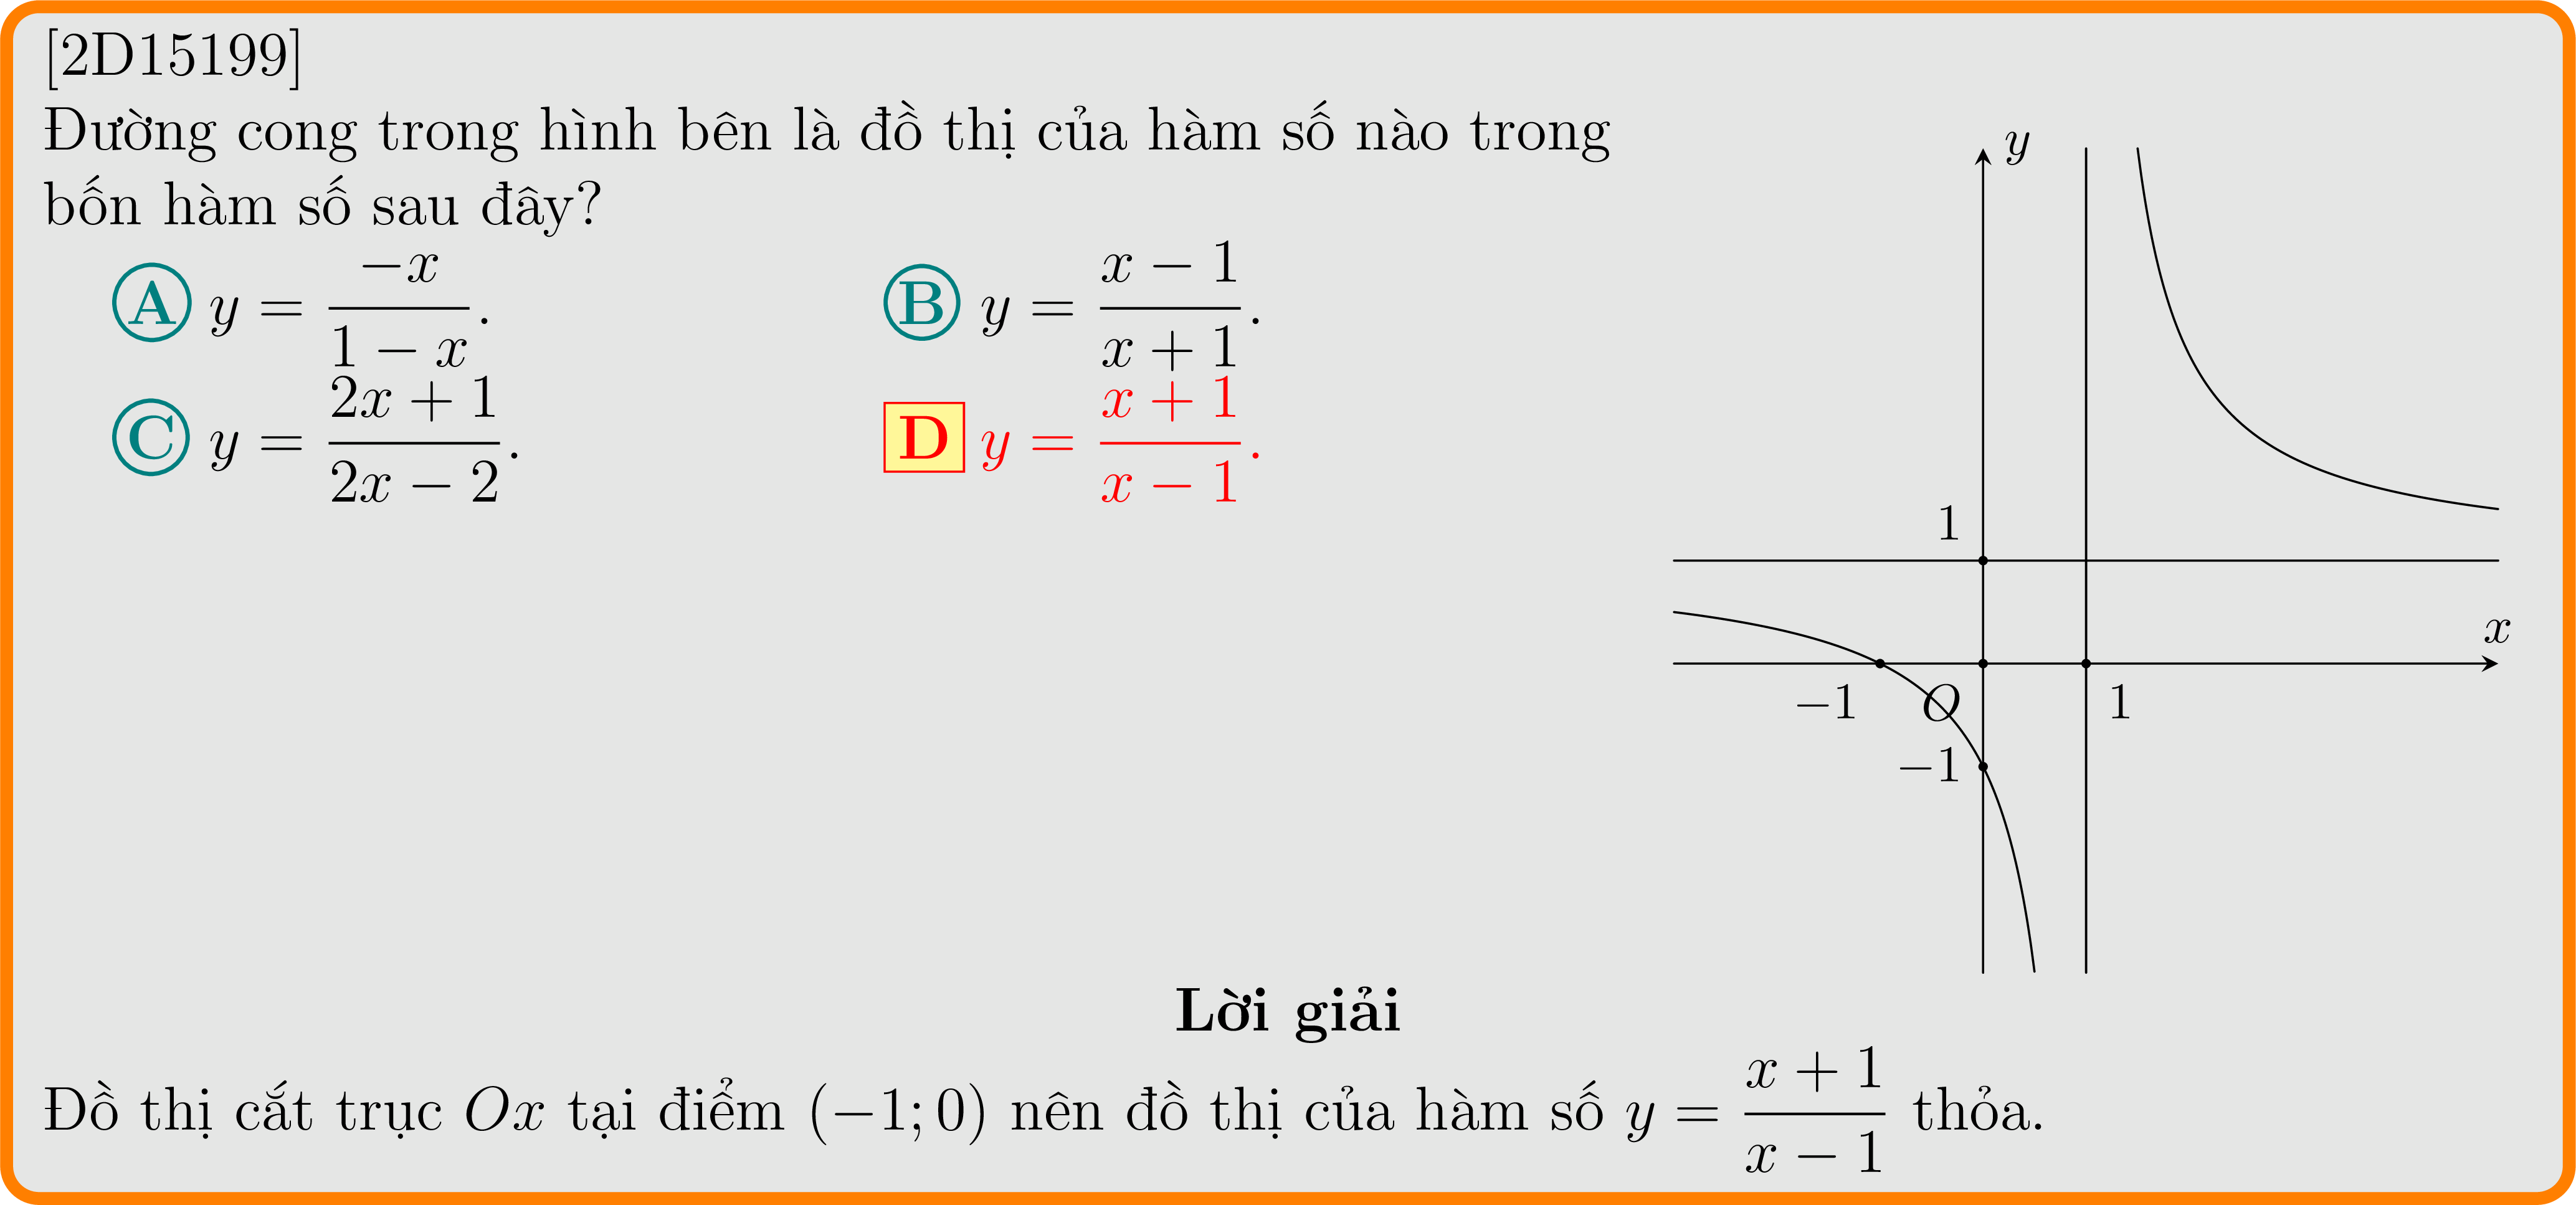 [2D15199]
Đường cong trong hình bên là đồ thị của hàm số nào trong
bốn hàm số sau đây?
A y = \frac{-x}{1 - x}. B y = \frac{x - 1}{x + 1}.
C y = \frac{2x + 1}{2x - 2}. D y = \frac{x + 1}{x - 1}.
y
1
x
−1 O 1
−1
Lời giải
Đồ thị cắt trục Ox tại điểm (−1; 0) nên đồ thị của hàm số y = \frac{x + 1}{x - 1} thỏa.